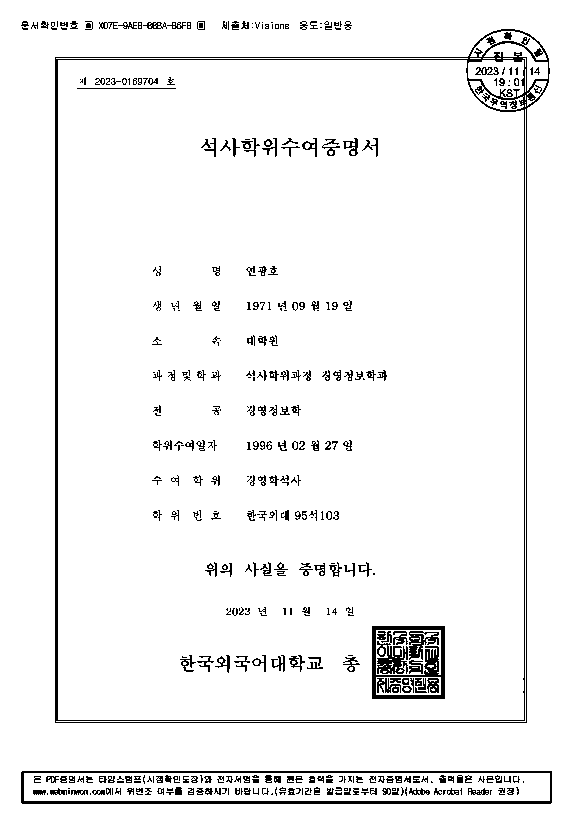 문서확인번호 X07E-9AEB-08BA-B6F8 제출처:Visions 용도:일반용
시점확인필
진본
2023/11/14
19:01
KST
한국무역정보통신
제 2023-0169704 호
석사학위수여증명서
성 명 연광호
생 년 월 일 1971 년 09 월 19 일
소 속 대학원
과 정 및 학 과 석사학위과정 경영정보학과
전 공 경영정보학
학위수여일자 1996 년 02 월 27 일
수 여 학 위 경영학석사
학 위 번 호 한국외대 95석103
위의 사실을 증명합니다.
2023 년 11 월 14 일
한국외국어대학교 총
본 PDF증명서는 타임스탬프(시점확인도장)와 전자서명을 통해 원본 효력을 가지는 전자증명서로서, 출력물은 사본입니다.
www.webminwon.com에서 위변조 여부를 검증하시기 바랍니다.(유효기간은 발급일로부터 90일)(Adobe Acrobat Reader 권장)